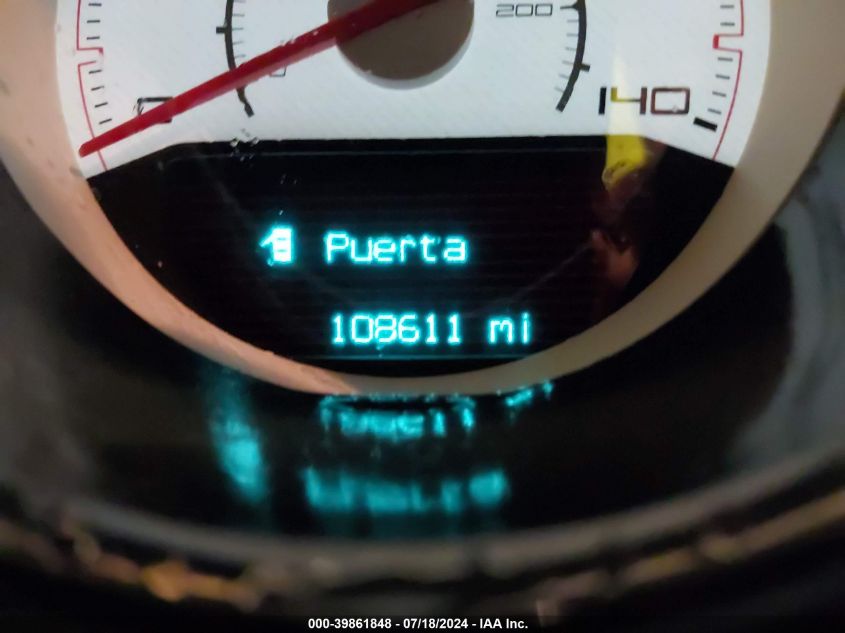 200
140
Puerta
108611 mi
000-39861848 - 07/18/2024 - IAA Inc.